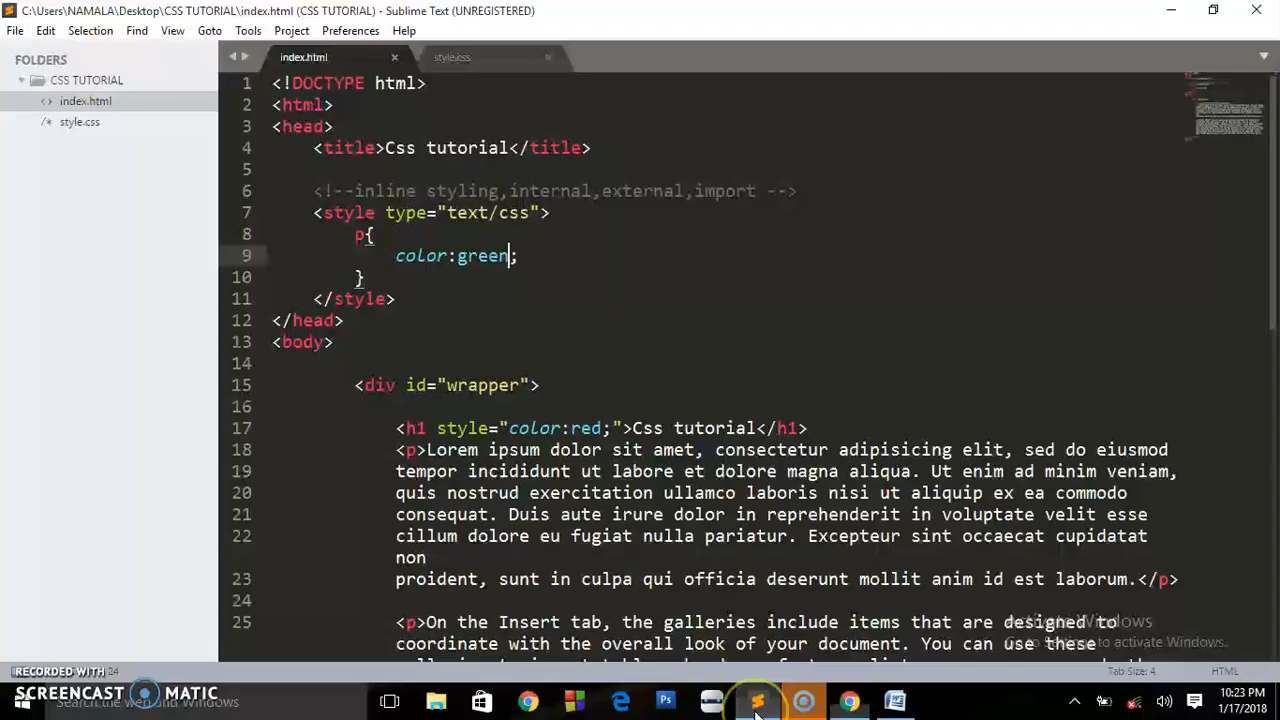 C:\Users\NAMALA\Desktop\CSS TUTORIAL\index.html (CSS TUTORIAL) - Sublime Text (UNREGISTERED)
File Edit Selection Find View Goto Tools Project Preferences Help
FOLDERS
CSS TUTORIAL
<> index.html
/* style.css
index.html × style.css ×
1 <!DOCTYPE html>
2 <html>
3 <head>
4 <title>Css tutorial</title>
5
6 <!--inline styling,internal,external,import -->
7 <style type="text/css">
8 p{
9 color:green;
10 }
11 </style>
12 </head>
13 <body>
14
15 <div id="wrapper">
16
17 <h1 style="color:red;">Css tutorial</h1>
18 <p>Lorem ipsum dolor sit amet, consectetur adipisicing elit, sed do eiusmod
19 tempor incididunt ut labore et dolore magna aliqua. Ut enim ad minim veniam,
20 quis nostrud exercitation ullamco laboris nisi ut aliquip ex ea commodo
21 consequat. Duis aute irure dolor in reprehenderit in voluptate velit esse
22 cillum dolore eu fugiat nulla pariatur. Excepteur sint occaecat cupidatat
non
23 proident, sunt in culpa qui officia deserunt mollit anim id est laborum.</p>
24
25 <p>On the Insert tab, the galleries include items that are designed to
coordinate with the overall look of your document. You can use these
Activate Windows
Go to Settings to activate Windows.
Tab Size: 4 HTML
RECORDED WITH
SCREENCAST MATIC
10:23 PM
1/17/2018